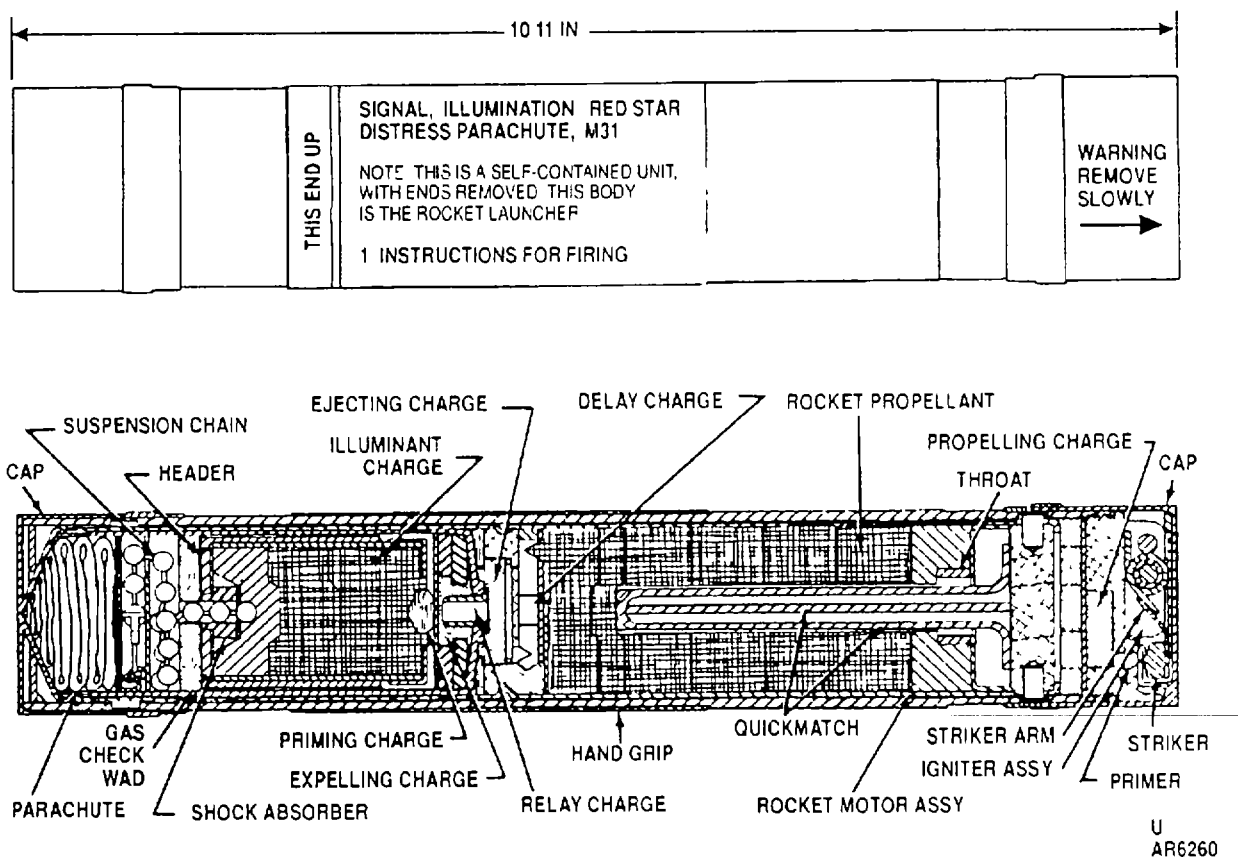 10 11 IN
THIS END UP
SIGNAL, ILLUMINATION RED STAR
DISTRESS PARACHUTE, M31
NOTE THIS IS A SELF-CONTAINED UNIT,
WITH ENDS REMOVED THIS BODY
IS THE ROCKET LAUNCHER
1 INSTRUCTIONS FOR FIRING
WARNING
REMOVE
SLOWLY
EJECTING CHARGE
DELAY CHARGE
ROCKET PROPELLANT
SUSPENSION CHAIN
ILLUMINANT
CHARGE
PROPELLING CHARGE
CAP
HEADER
THROAT
CAP
GAS
CHECK
WAD
PRIMING CHARGE
HAND GRIP
QUICKMATCH
STRIKER ARM
STRIKER
EXPELLING CHARGE
IGNITER ASSY
PRIMER
PARACHUTE
SHOCK ABSORBER
RELAY CHARGE
ROCKET MOTOR ASSY
U
AR6260